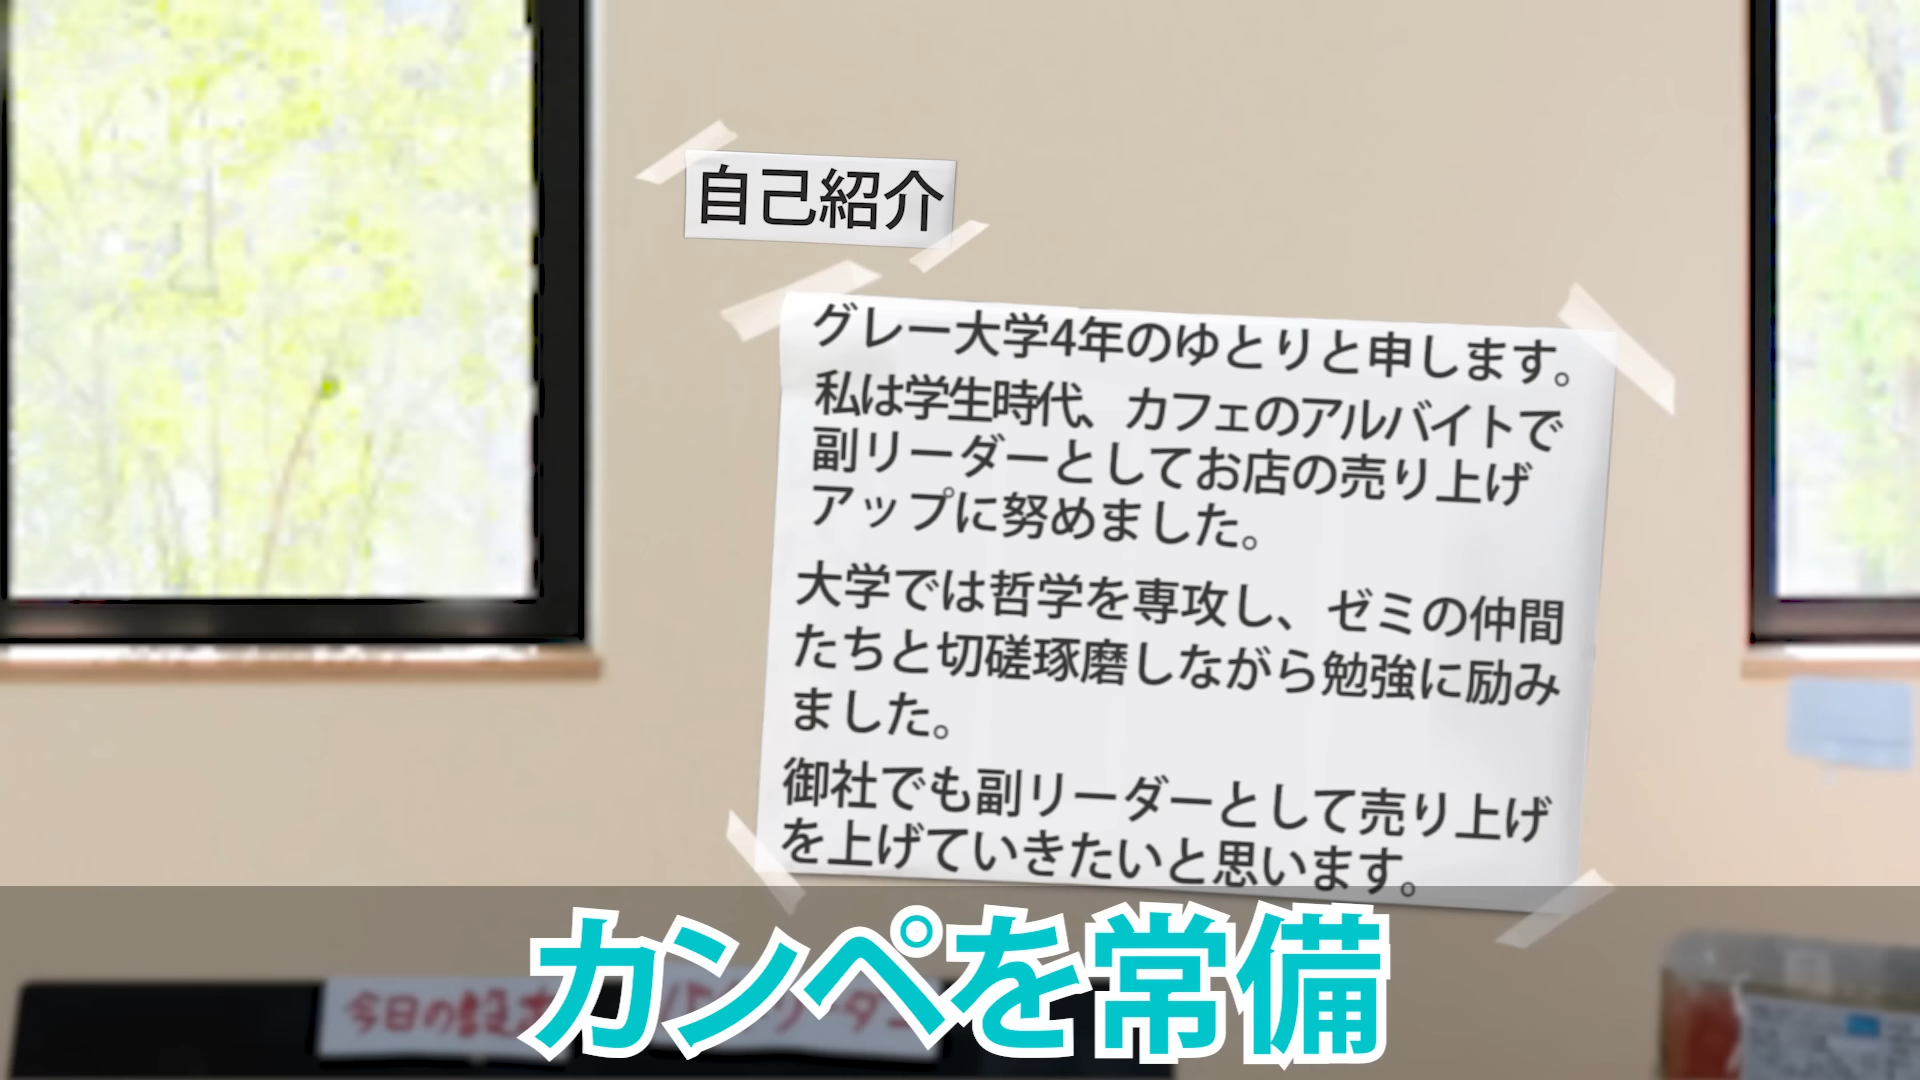 自己紹介
グレー大学4年のゆとりと申します。
私は学生時代、カフェのアルバイトで
副リーダーとしてお店の売り上げ
アップに努めました。
大学では哲学を専攻し、ゼミの仲間
たちと切磋琢磨しながら勉強に励み
ました。
御社でも副リーダーとして売り上げ
を上げていきたいと思います。
今日の設
カンペを常備